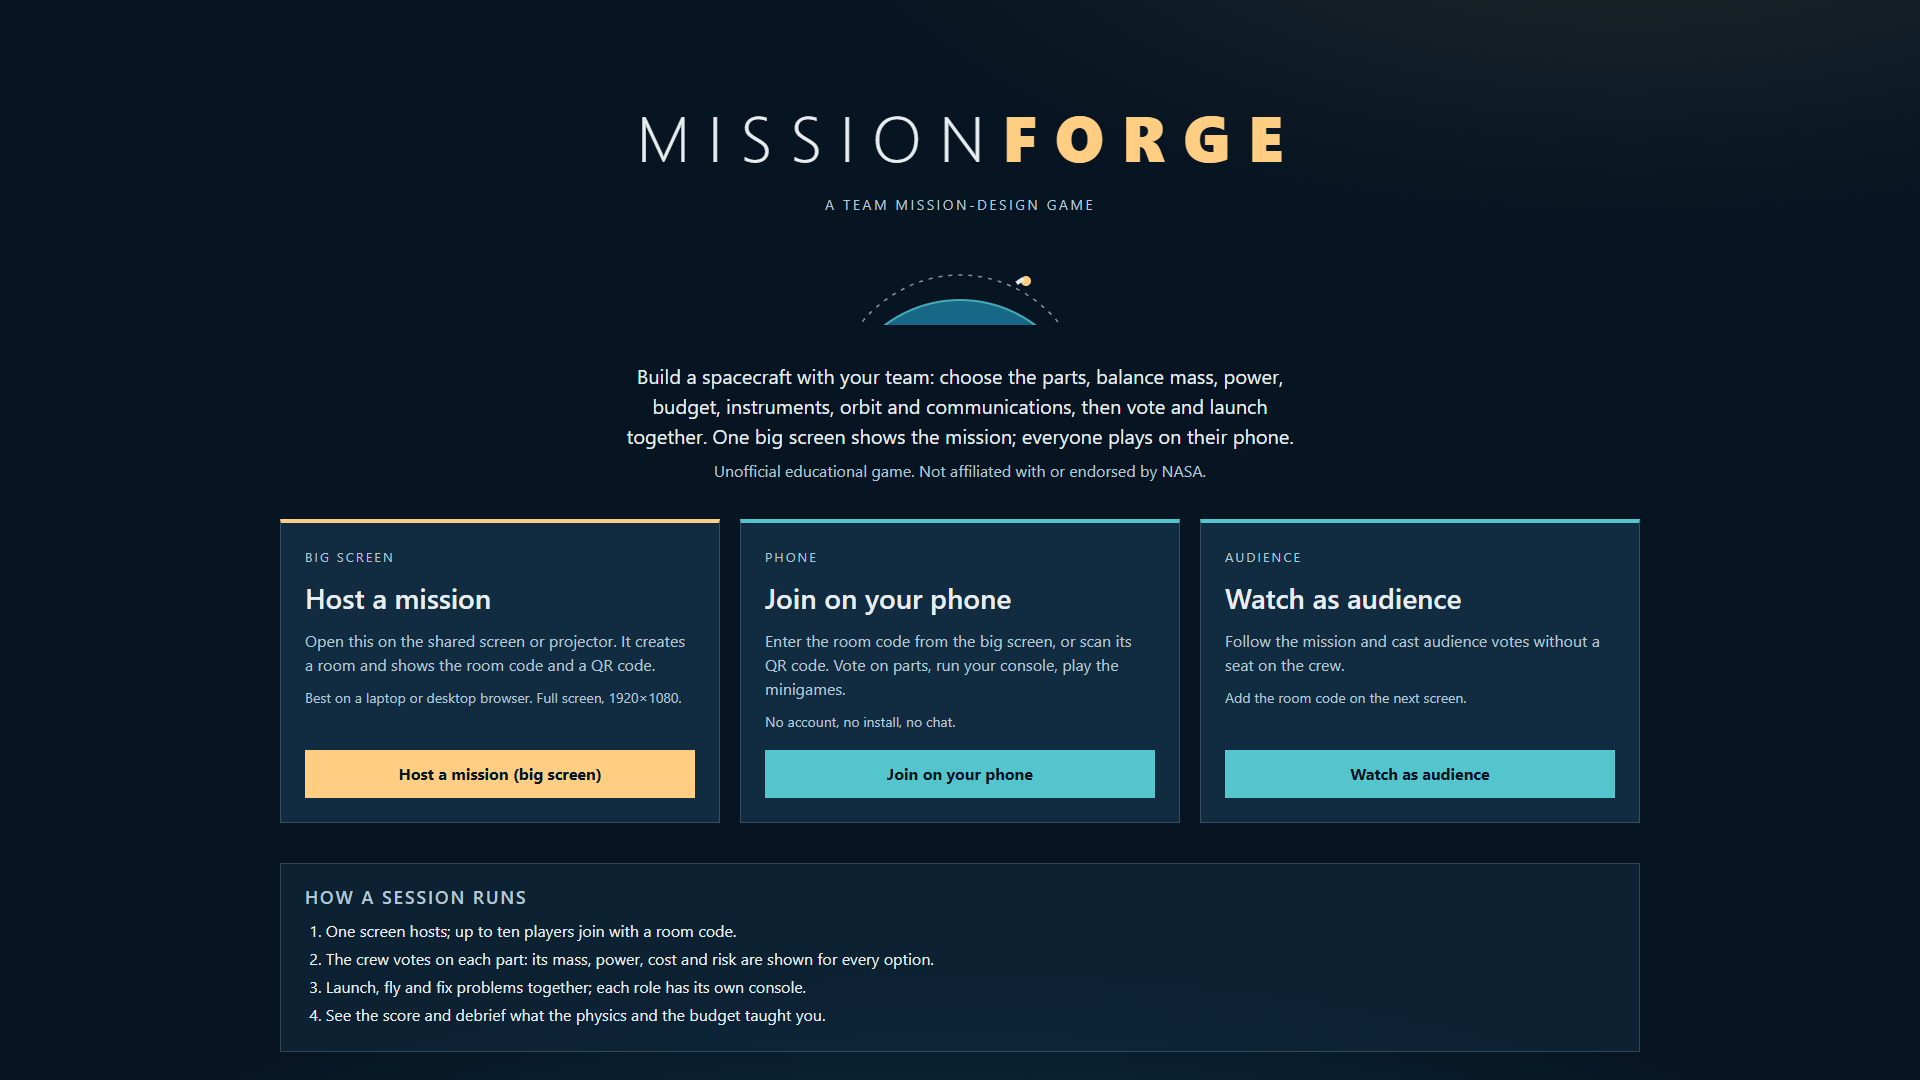 MISSIONFORGE
A TEAM MISSION-DESIGN GAME
Build a spacecraft with your team: choose the parts, balance mass, power,
budget, instruments, orbit and communications, then vote and launch
together. One big screen shows the mission; everyone plays on their phone.
Unofficial educational game. Not affiliated with or endorsed by NASA.
BIG SCREEN
Host a mission
Open this on the shared screen or projector. It creates
a room and shows the room code and a QR code.
Best on a laptop or desktop browser. Full screen, 1920×1080.
Host a mission (big screen)
PHONE
Join on your phone
Enter the room code from the big screen, or scan its
QR code. Vote on parts, run your console, play the
minigames.
No account, no install, no chat.
Join on your phone
AUDIENCE
Watch as audience
Follow the mission and cast audience votes without a
seat on the crew.
Add the room code on the next screen.
Watch as audience
HOW A SESSION RUNS
1. One screen hosts; up to ten players join with a room code.
2. The crew votes on each part: its mass, power, cost and risk are shown for every option.
3. Launch, fly and fix problems together; each role has its own console.
4. See the score and debrief what the physics and the budget taught you.